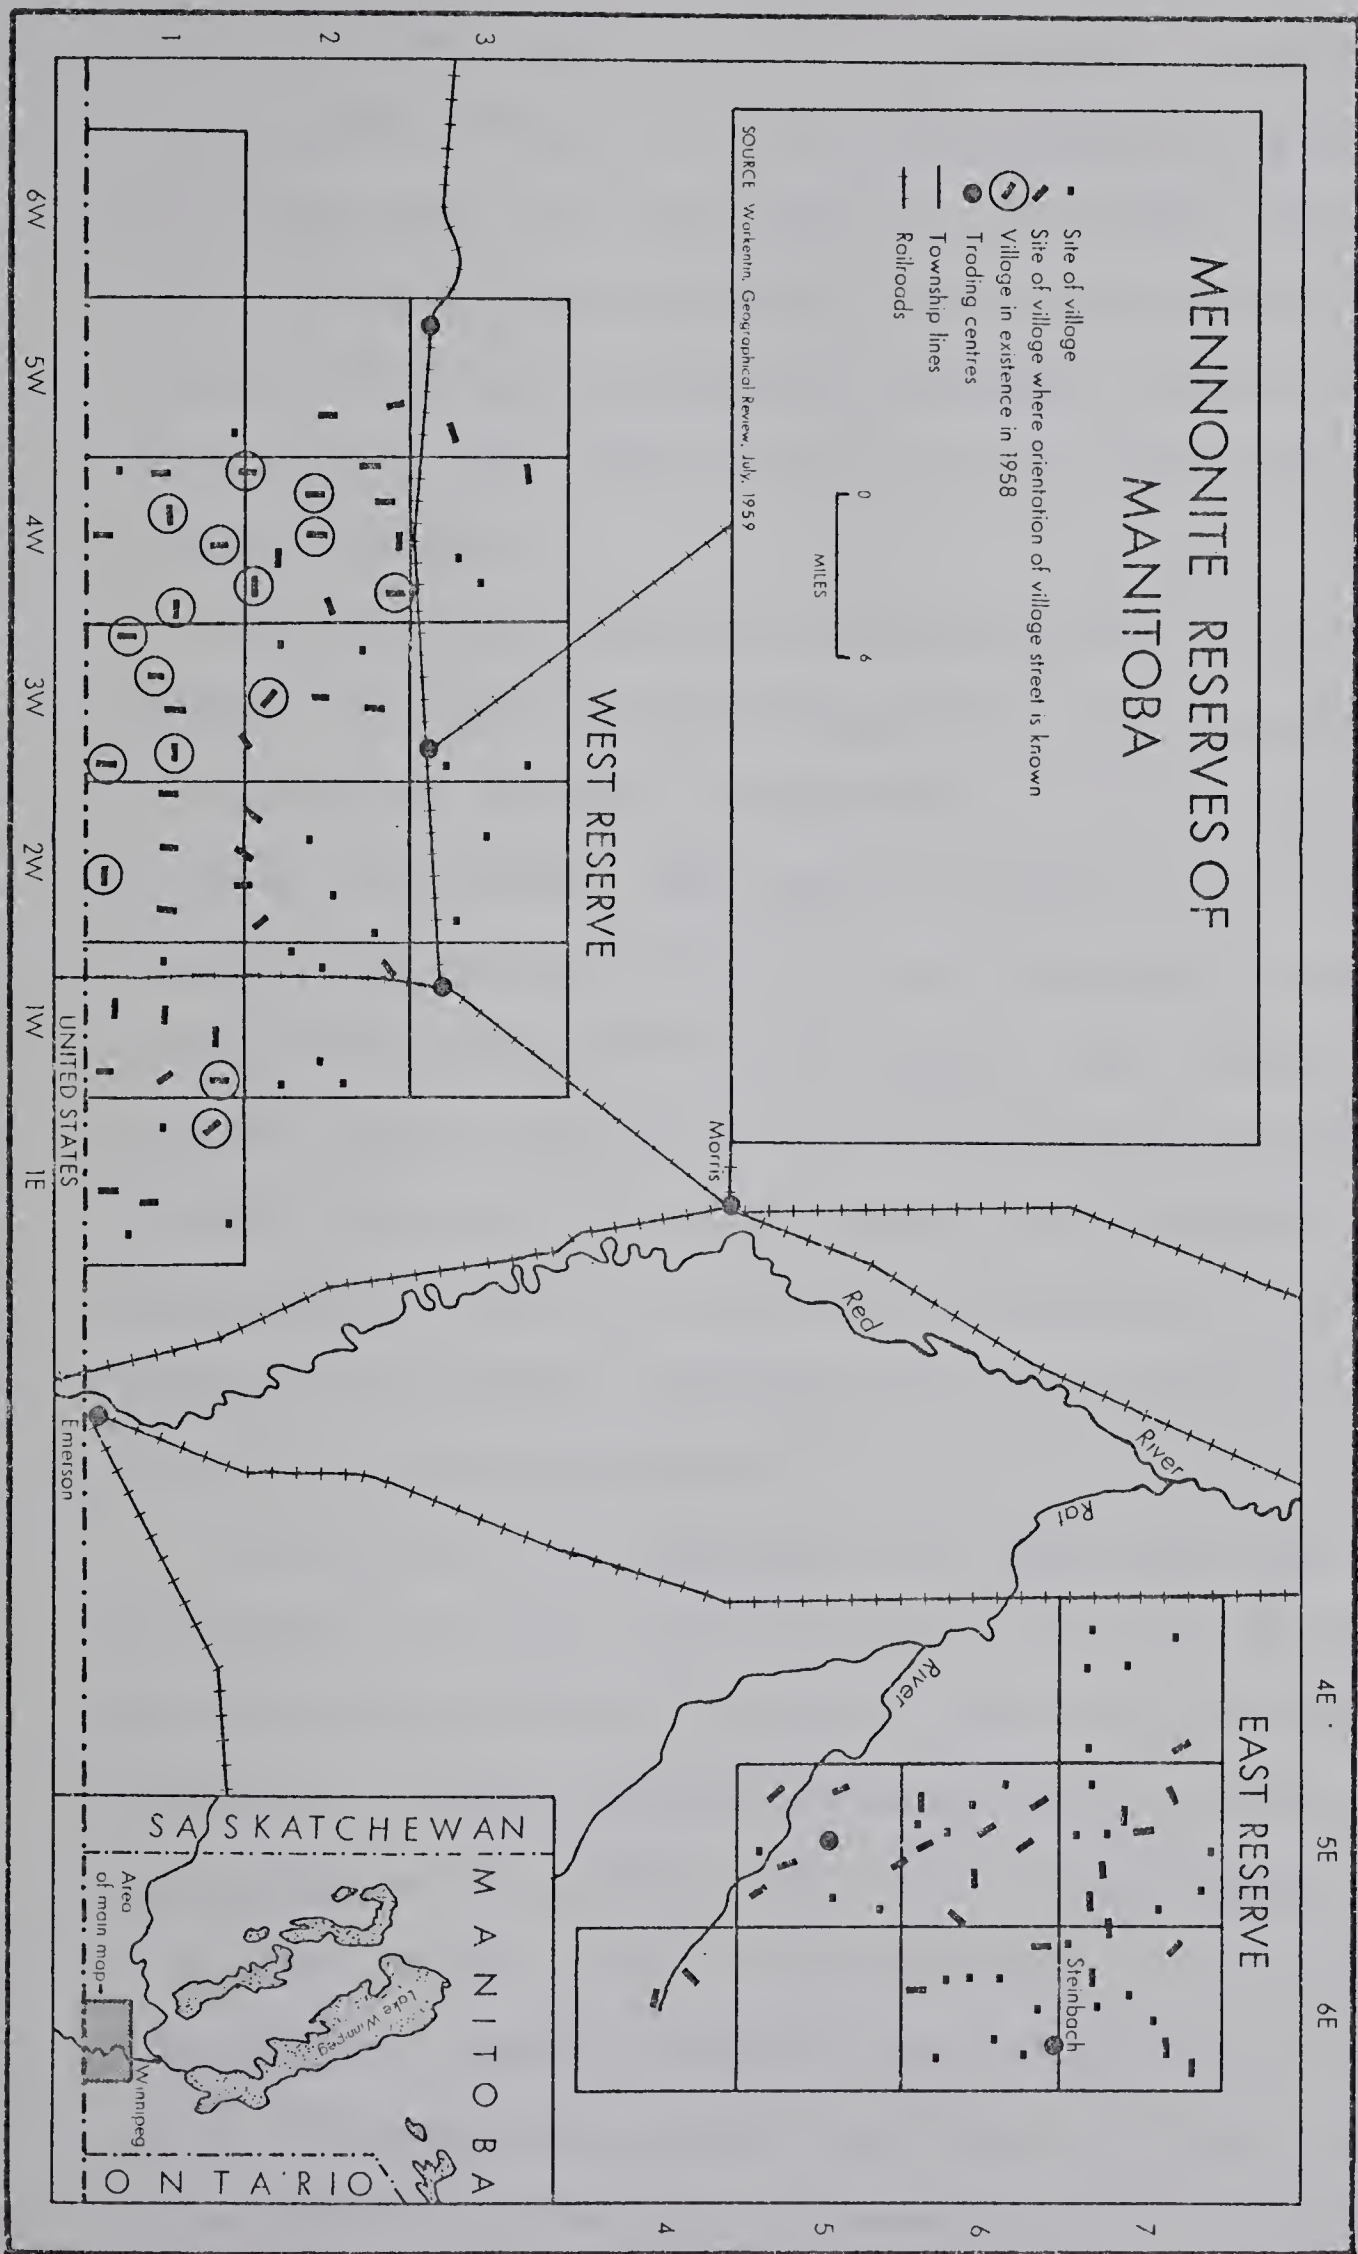 MENNONITE RESERVES OF
MANITOBA
Site of village
Site of village where orientation of village street is known
Village in existence in 1958
Trading centres
Township lines
Railroads
0 6
MILES
SOURCE Warkentin, Geographical Review, July, 1959
4E
5E
6E
EAST RESERVE
Steinbach
7
6
5
4
Red
River
Rat
River
Morris
WEST RESERVE
3
2
1
UNITED STATES
Emerson
6W
5W
4W
3W
2W
1W
1E
SASKATCHEWAN
MANITOBA
ONTARIO
Lake Winnipeg
Winnipeg
Area
of main map